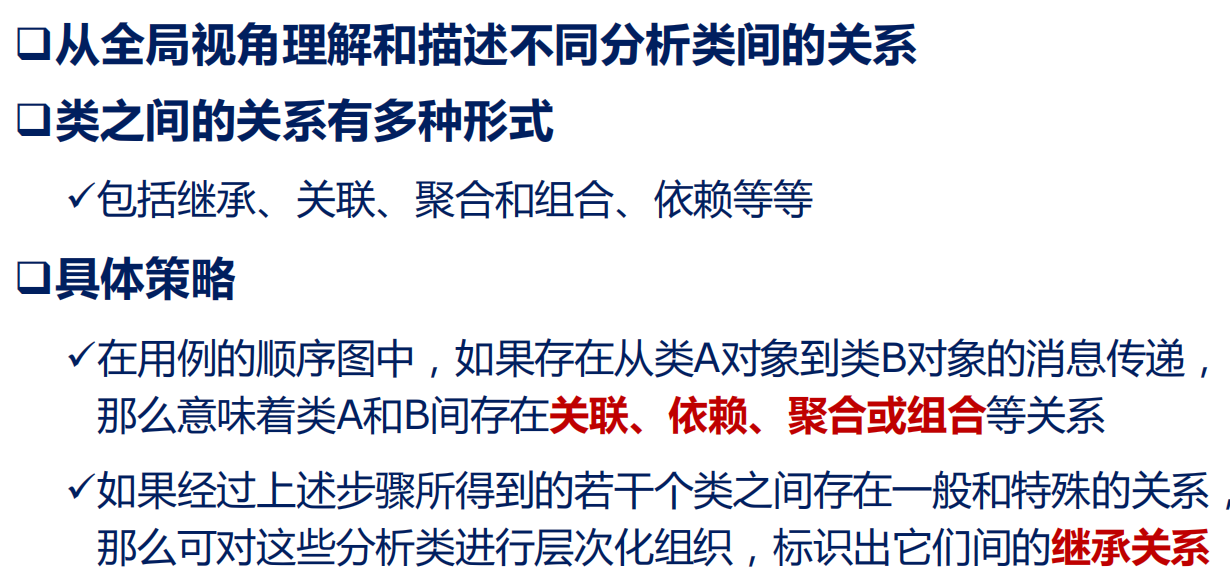 ❑从全局视角理解和描述不同分析类间的关系
❑类之间的关系有多种形式
✓包括继承、关联、聚合和组合、依赖等等
❑具体策略
✓在用例的顺序图中，如果存在从类A对象到类B对象的消息传递，
那么意味着类A和B间存在关联、依赖、聚合或组合等关系
✓如果经过上述步骤所得到的若干个类之间存在一般和特殊的关系，
那么可对这些分析类进行层次化组织，标识出它们间的继承关系